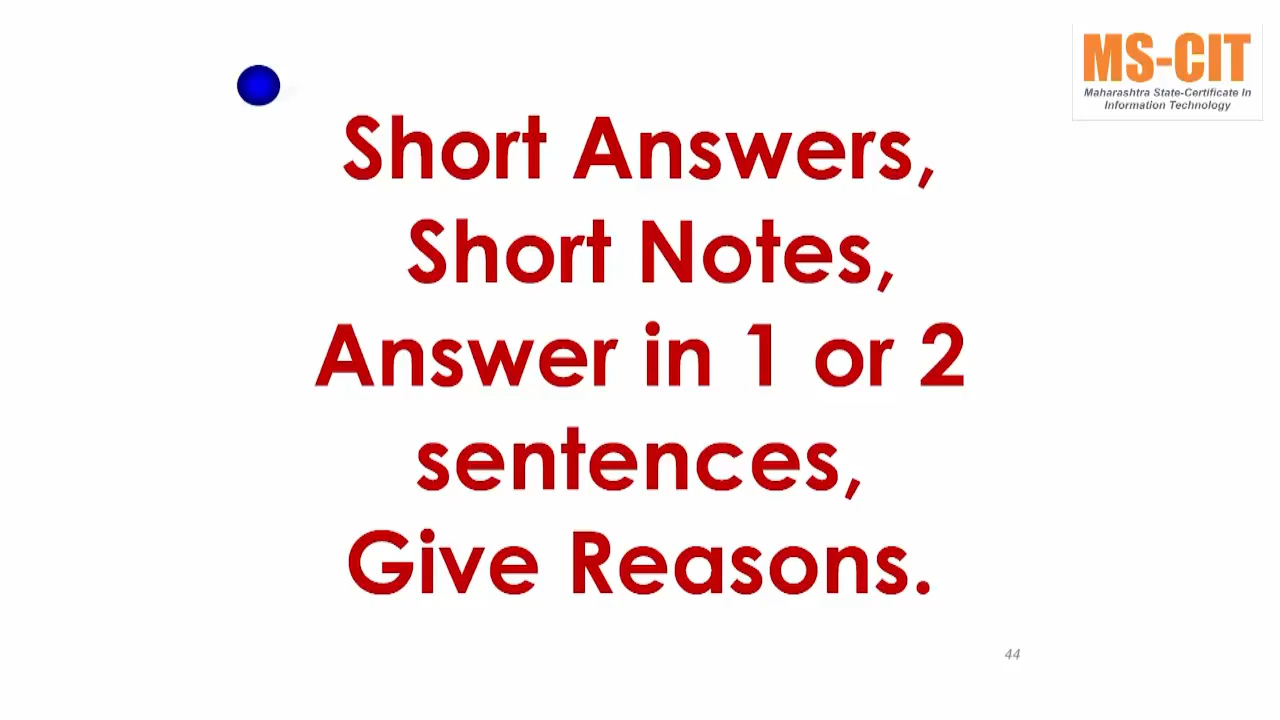 MS-CIT
Maharashtra State-Certificate In
Information Technology
Short Answers,
Short Notes,
Answer in 1 or 2
sentences,
Give Reasons.
44